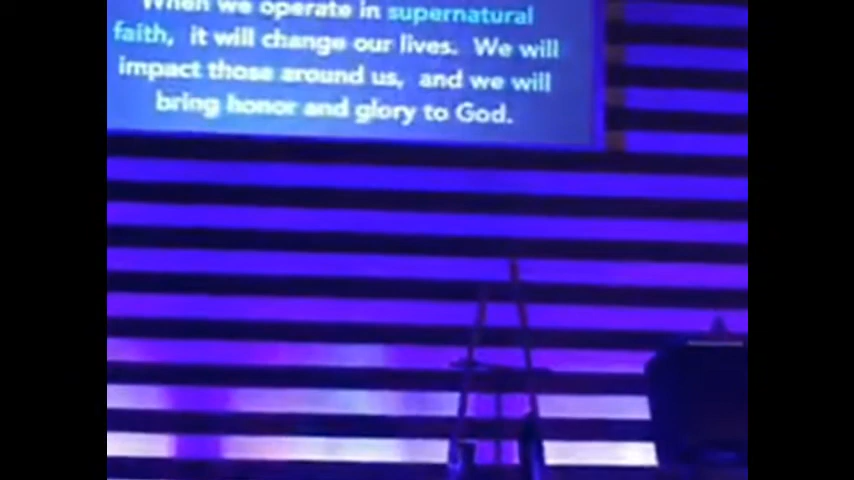 When we operate in supernatural
faith, it will change our lives. We will
impact those around us, and we will
bring honor and glory to God.